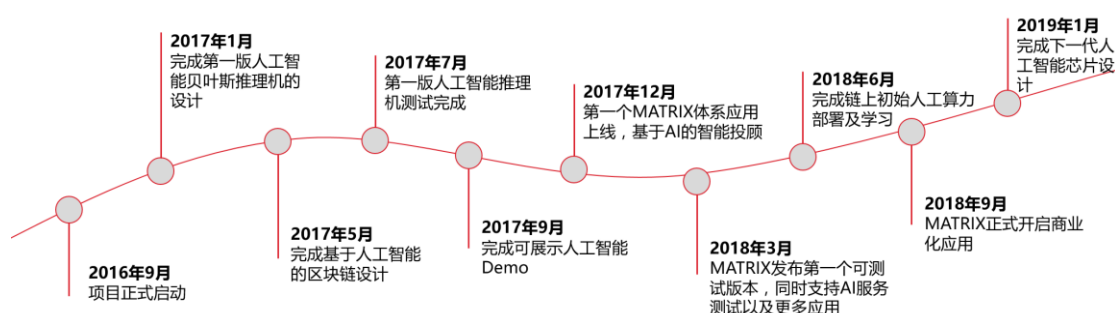 2016年9月
项目正式启动
2017年1月
完成第一版人工智
能贝叶斯推理机的
设计
2017年5月
完成基于人工智能
的区块链设计
2017年7月
第一版人工智能推理
机测试完成
2017年9月
完成可展示人工智能
Demo
2017年12月
第一个MATRIX体系应用
上线，基于AI的智能投顾
2018年3月
MATRIX发布第一个可测
试版本，同时支持AI服务
测试以及更多应用
2018年6月
完成链上初始人工算力
部署及学习
2018年9月
MATRIX正式开启商业
化应用
2019年1月
完成下一代人
工智能芯片设
计